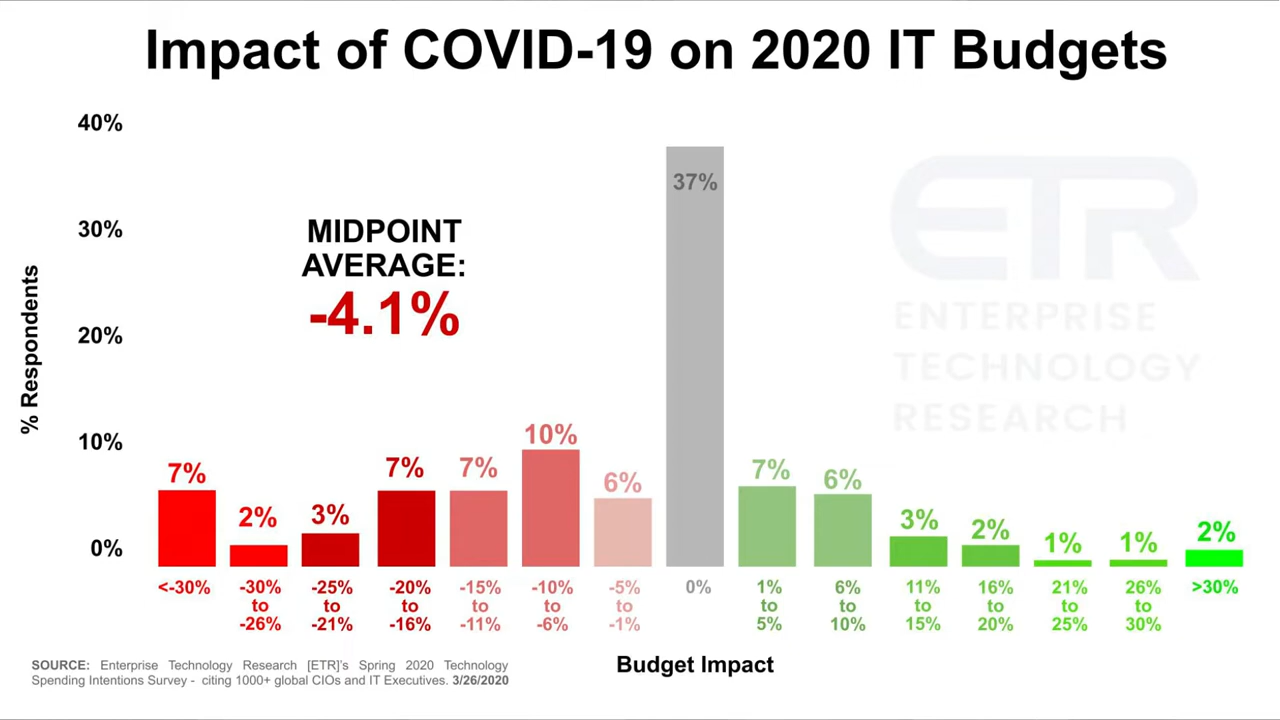 Impact of COVID-19 on 2020 IT Budgets
40%
30%
20%
10%
0%
% Respondents
MIDPOINT
AVERAGE:
-4.1%
ETR
ENTERPRISE
TECHNOLOGY
RESEARCH
7%
2%
3%
7%
7%
10%
6%
37%
7%
6%
3%
2%
1%
1%
2%
<-30%
-30%
to
-26%
-25%
to
-21%
-20%
to
-16%
-15%
to
-11%
-10%
to
-6%
-5%
to
-1%
0%
1%
to
5%
6%
to
10%
11%
to
15%
16%
to
20%
21%
to
25%
26%
to
30%
>30%
Budget Impact
SOURCE: Enterprise Technology Research [ETR]'s Spring 2020 Technology
Spending Intentions Survey - citing 1000+ global CIOs and IT Executives. 3/26/2020